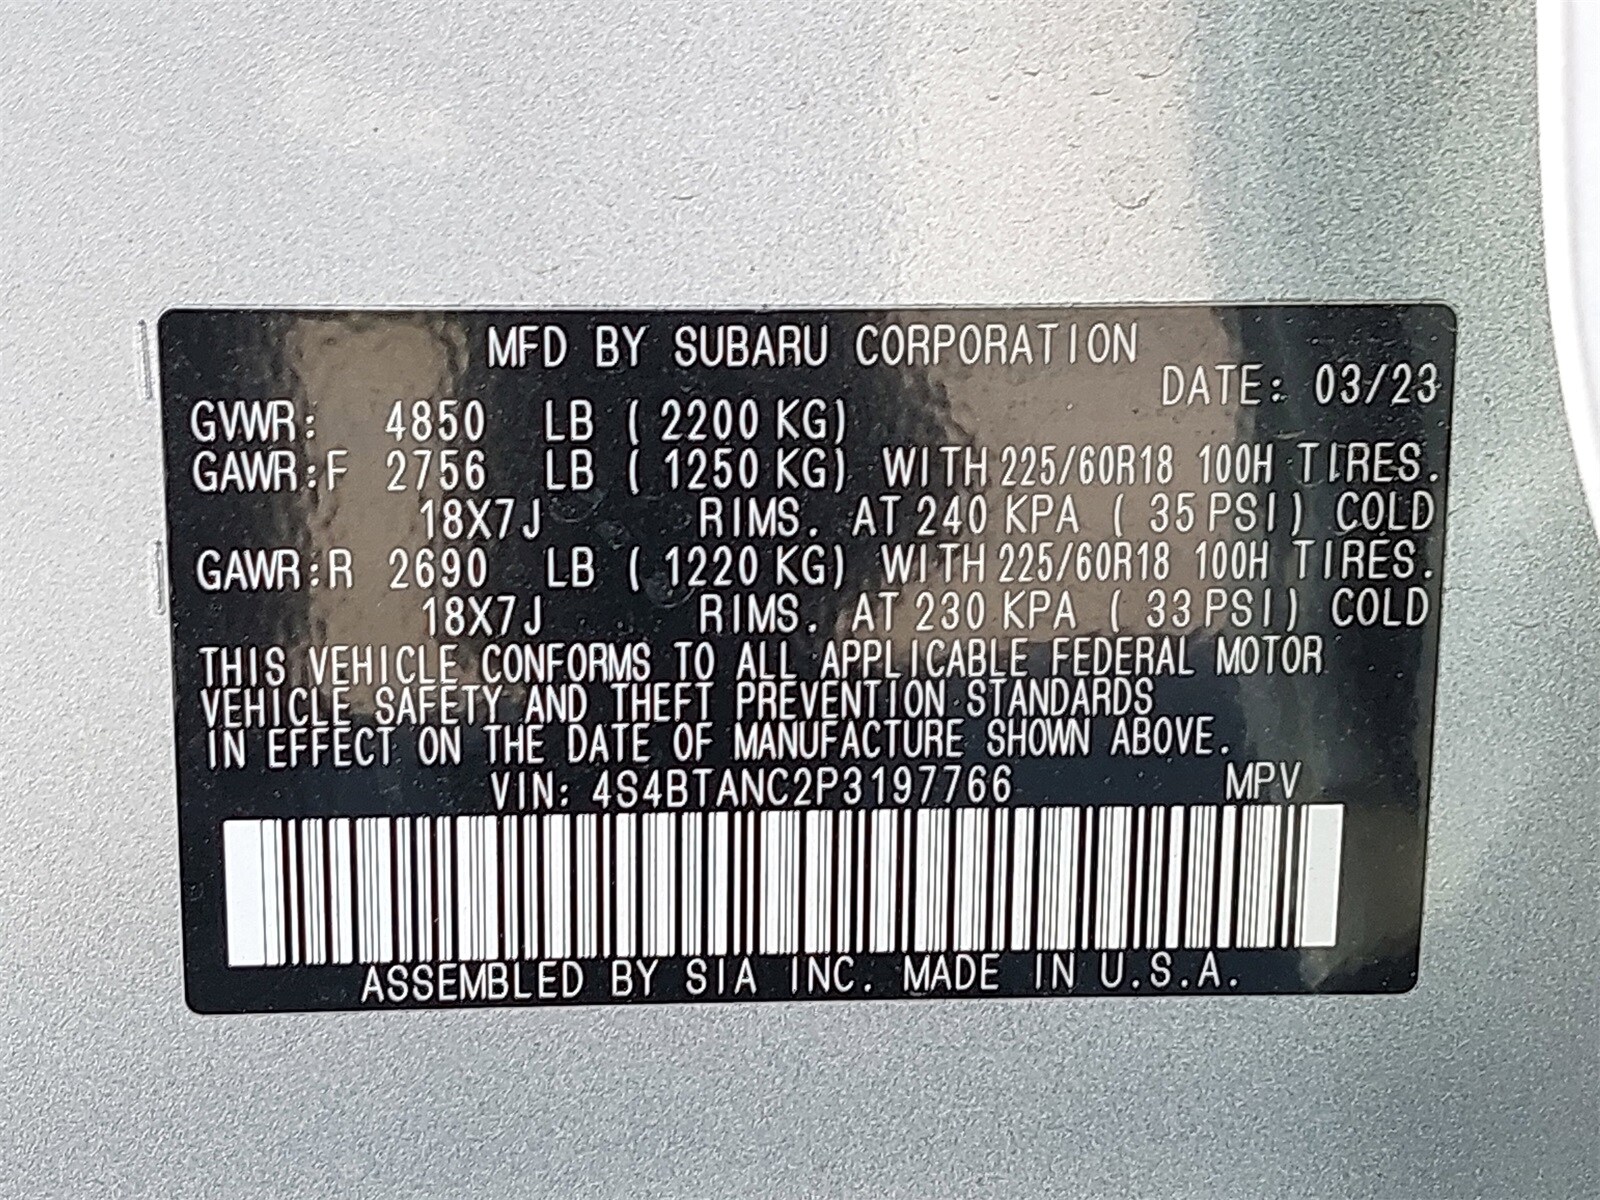 MFD BY SUBARU CORPORATION
DATE: 03/23
GVWR: 4850 LB ( 2200 KG)
GAWR:F 2756 LB ( 1250 KG) WITH 225/60R18 100H TIRES.
18X7J RIMS. AT 240 KPA ( 35 PSI) COLD
GAWR:R 2690 LB ( 1220 KG) WITH 225/60R18 100H TIRES.
18X7J RIMS. AT 230 KPA ( 33 PSI) COLD
THIS VEHICLE CONFORMS TO ALL APPLICABLE FEDERAL MOTOR
VEHICLE SAFETY AND THEFT PREVENTION STANDARDS
IN EFFECT ON THE DATE OF MANUFACTURE SHOWN ABOVE.
VIN: 4S4BTANC2P3197766 MPV
ASSEMBLED BY SIA INC. MADE IN U.S.A.